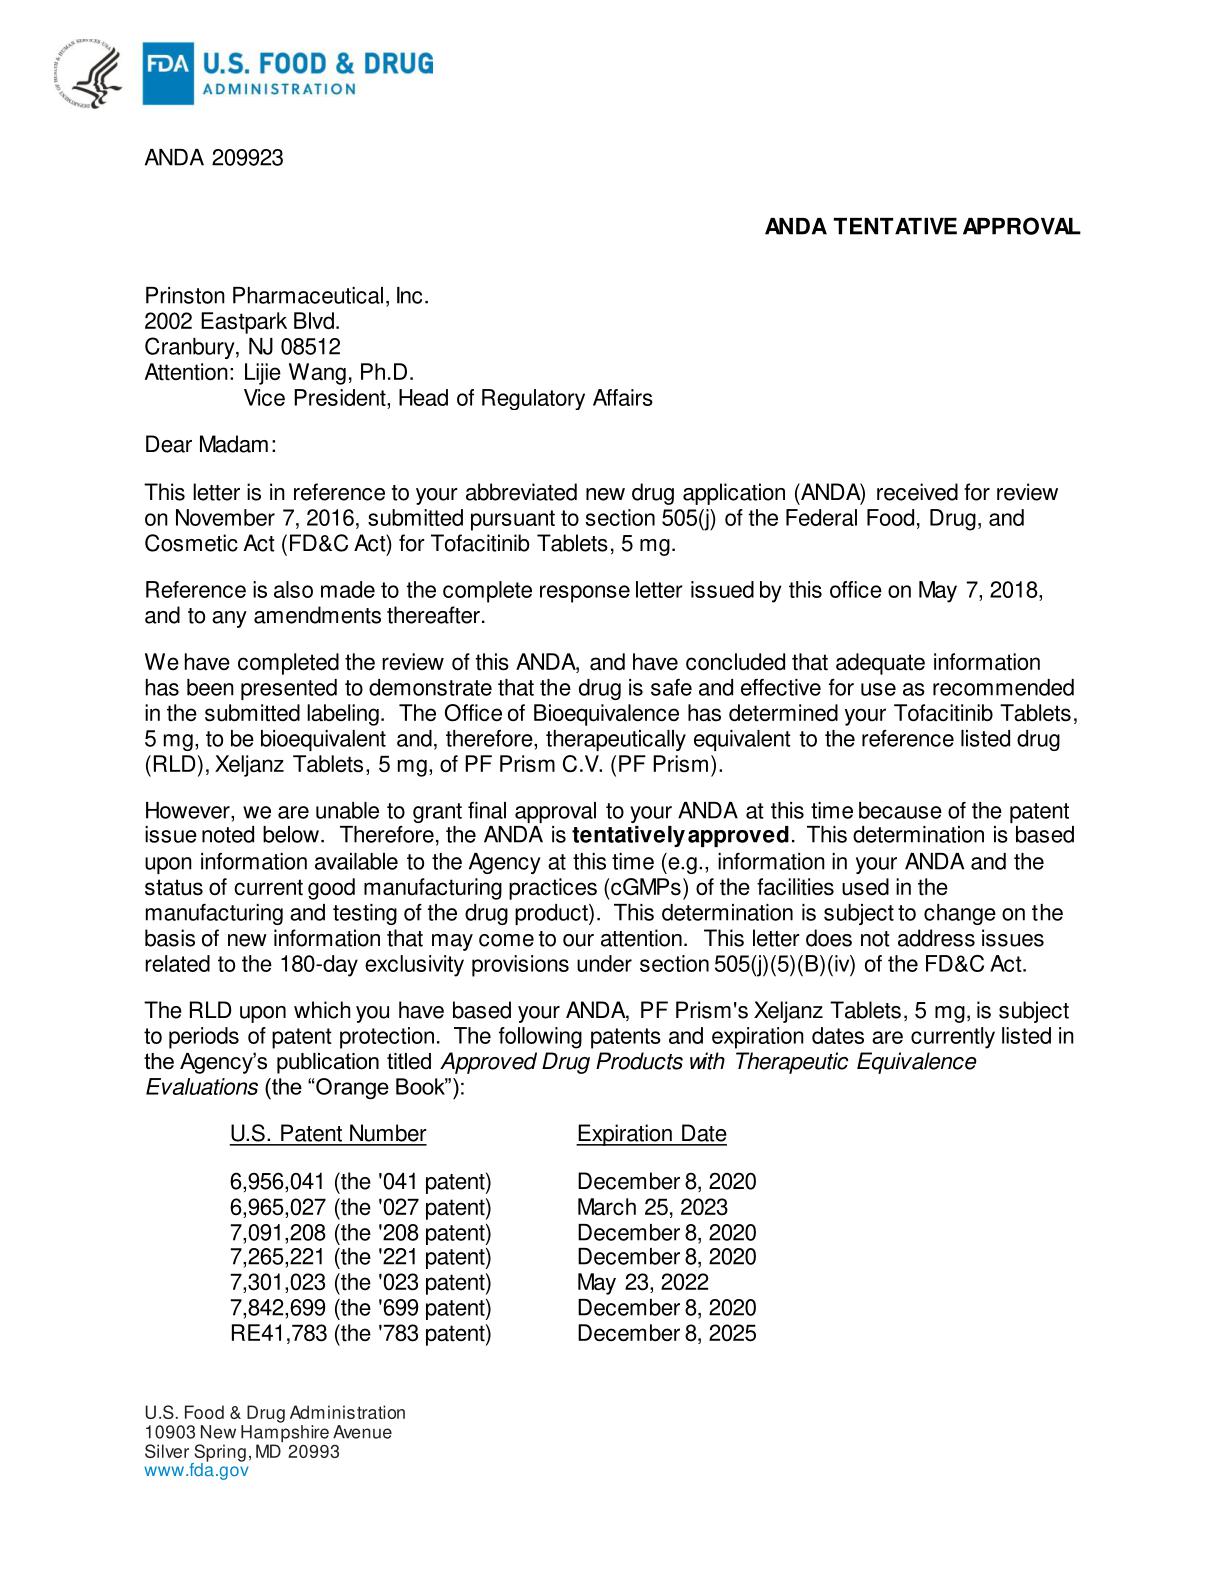 DEPARTMENT OF HEALTH & HUMAN SERVICES USA
FDA
U.S. FOOD & DRUG
ADMINISTRATION
ANDA 209923
ANDA TENTATIVE APPROVAL
Prinston Pharmaceutical, Inc.
2002 Eastpark Blvd.
Cranbury, NJ 08512
Attention: Lijie Wang, Ph.D.
Vice President, Head of Regulatory Affairs
Dear Madam:
This letter is in reference to your abbreviated new drug application (ANDA) received for review
on November 7, 2016, submitted pursuant to section 505(j) of the Federal Food, Drug, and
Cosmetic Act (FD&C Act) for Tofacitinib Tablets, 5 mg.
Reference is also made to the complete response letter issued by this office on May 7, 2018,
and to any amendments thereafter.
We have completed the review of this ANDA, and have concluded that adequate information
has been presented to demonstrate that the drug is safe and effective for use as recommended
in the submitted labeling. The Office of Bioequivalence has determined your Tofacitinib Tablets,
5 mg, to be bioequivalent and, therefore, therapeutically equivalent to the reference listed drug
(RLD), Xeljanz Tablets, 5 mg, of PF Prism C.V. (PF Prism).
However, we are unable to grant final approval to your ANDA at this time because of the patent
issue noted below. Therefore, the ANDA is tentatively approved. This determination is based
upon information available to the Agency at this time (e.g., information in your ANDA and the
status of current good manufacturing practices (cGMPs) of the facilities used in the
manufacturing and testing of the drug product). This determination is subject to change on the
basis of new information that may come to our attention. This letter does not address issues
related to the 180-day exclusivity provisions under section 505(j)(5)(B)(iv) of the FD&C Act.
The RLD upon which you have based your ANDA, PF Prism's Xeljanz Tablets, 5 mg, is subject
to periods of patent protection. The following patents and expiration dates are currently listed in
the Agency’s publication titled Approved Drug Products with Therapeutic Equivalence
Evaluations (the “Orange Book”):
U.S. Patent Number Expiration Date
6,956,041 (the '041 patent) December 8, 2020
6,965,027 (the '027 patent) March 25, 2023
7,091,208 (the '208 patent) December 8, 2020
7,265,221 (the '221 patent) December 8, 2020
7,301,023 (the '023 patent) May 23, 2022
7,842,699 (the '699 patent) December 8, 2020
RE41,783 (the '783 patent) December 8, 2025
U.S. Food & Drug Administration
10903 New Hampshire Avenue
Silver Spring, MD 20993
www.fda.gov